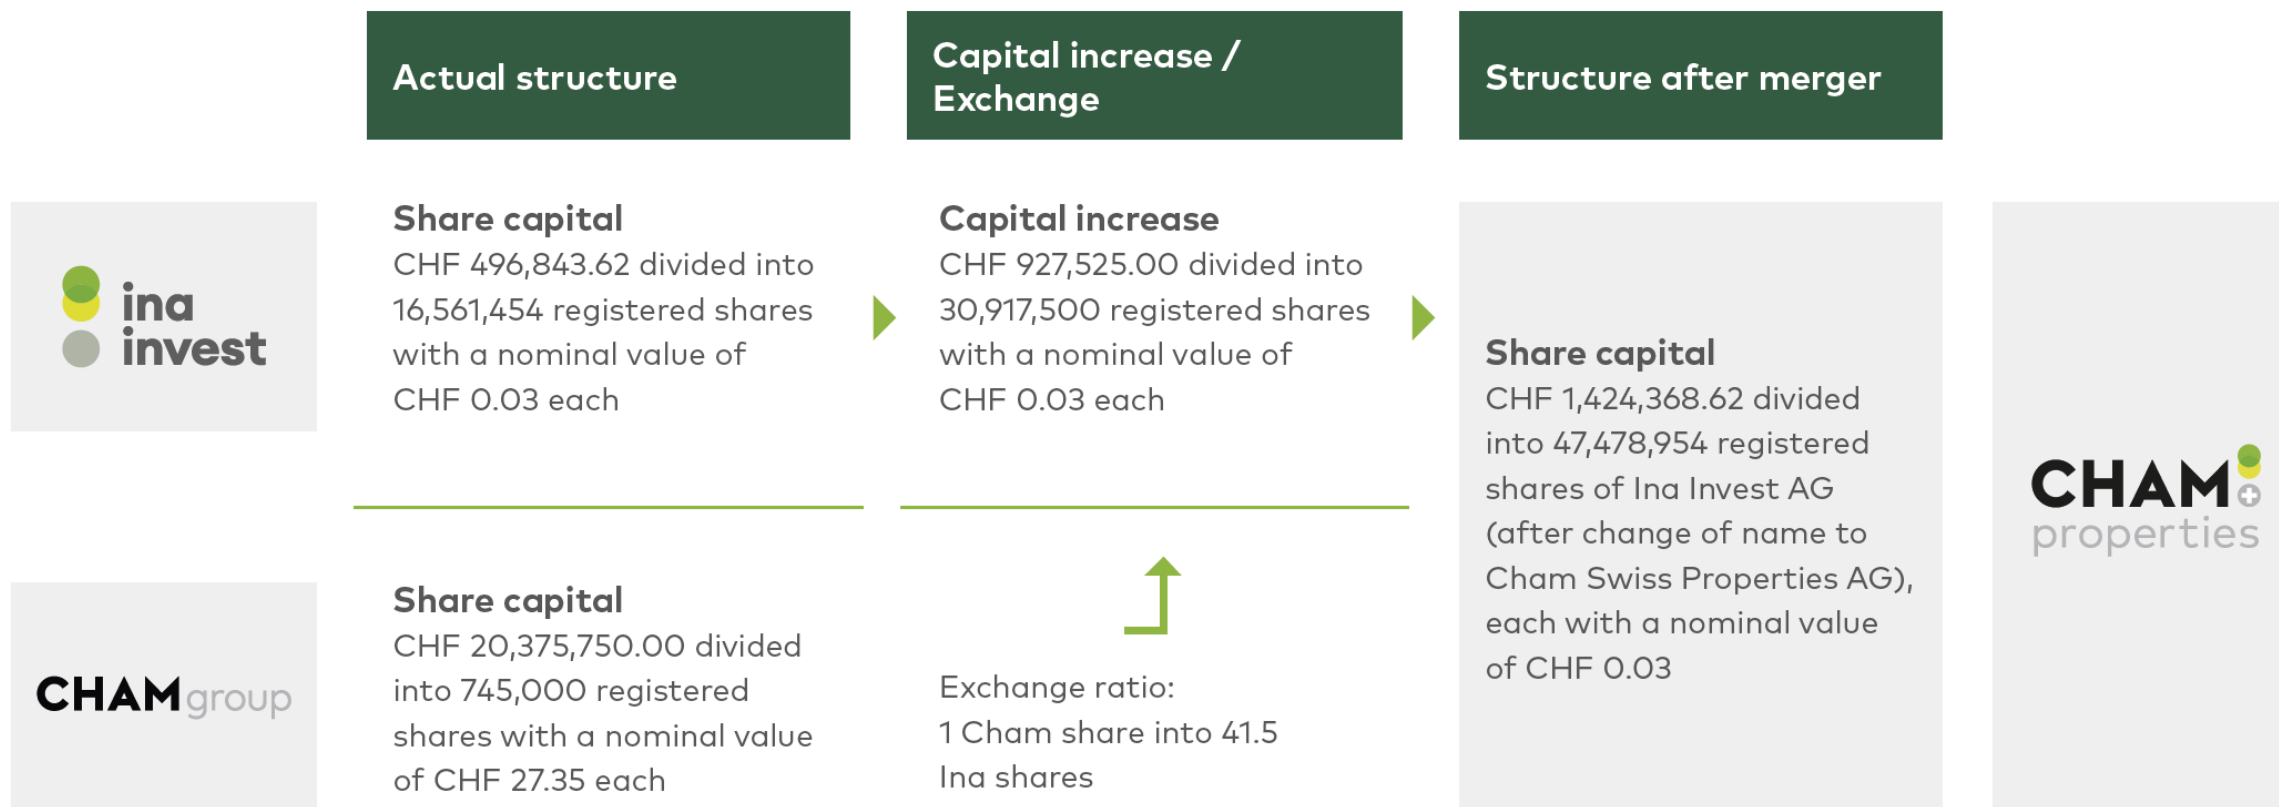 Actual structure
Capital increase /
Exchange
Structure after merger
ina
invest
Share capital
CHF 496,843.62 divided into
16,561,454 registered shares
with a nominal value of
CHF 0.03 each
Capital increase
CHF 927,525.00 divided into
30,917,500 registered shares
with a nominal value of
CHF 0.03 each
CHAM group
Share capital
CHF 20,375,750.00 divided
into 745,000 registered
shares with a nominal value
of CHF 27.35 each
Exchange ratio:
1 Cham share into 41.5
Ina shares
Share capital
CHF 1,424,368.62 divided
into 47,478,954 registered
shares of Ina Invest AG
(after change of name to
Cham Swiss Properties AG),
each with a nominal value
of CHF 0.03
CHAM
properties